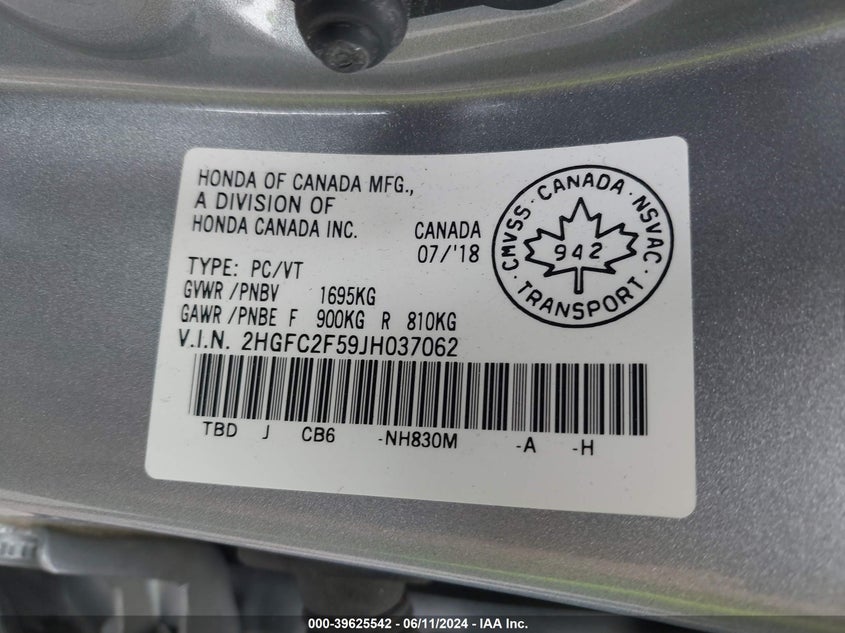 HONDA OF CANADA MFG.,
A DIVISION OF
HONDA CANADA INC.
CANADA
07/'18
TYPE: PC/VT
GVWR /PNBV 1695KG
GAWR /PNBE F 900KG R 810KG
V.I.N. 2HGFC2F59JH037062
TBD J CB6 -NH830M -A -H
CMVSS · CANADA · NSVAC
942
· TRANSPORT ·
000-39625542 - 06/11/2024 - IAA Inc.